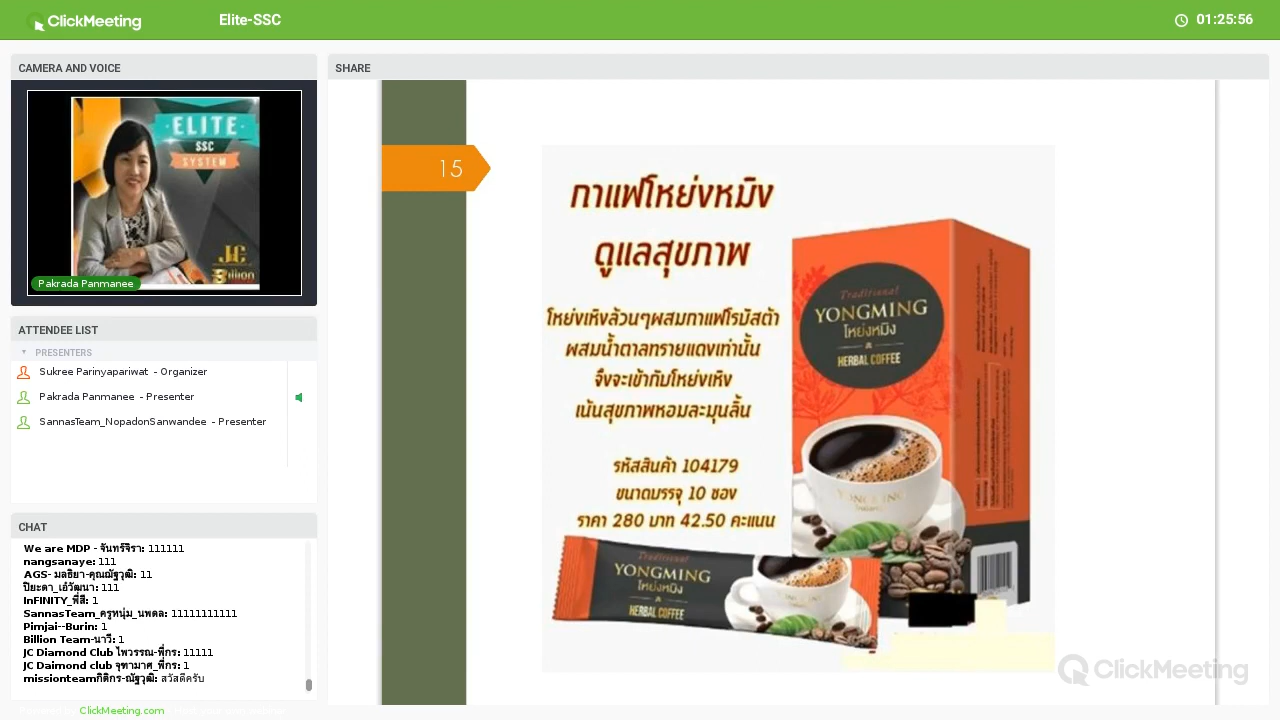 ClickMeeting
Elite-SSC
01:25:56
CAMERA AND VOICE
ELITE
SSC
SYSTEM
JC
Billion
Pakrada Panmanee
ATTENDEE LIST
PRESENTERS
Sukree Parinyapariwat - Organizer
Pakrada Panmanee - Presenter
SannasTeam_NopadonSanwandee - Presenter
CHAT
We are MDP - จันทร์จิรา: 111111
nangsanaye: 111
AGS- มลธิยา-คุณณัฐวุฒิ: 11
ปิยะดา_เอ๋วัฒนา: 111
InFINITY_พี่สี: 1
SannasTeam_ครูหนุ่ม_นพดล: 11111111111
Pimjai--Burin: 1
Billion Team-นาวี: 1
JC Diamond Club ไพวรรณ-พี่กร: 11111
JC Daimond club จุฑามาศ_พี่กร: 1
missionteamกิติกร-ณัฐวุฒิ: สวัสดีครับ
ClickMeeting.com
SHARE
15
กาแฟโหย่งหมิง
ดูแลสุขภาพ
โหย่งเหิงล้วนๆผสมกาแฟโรบัสต้า
ผสมน้ำตาลทรายแดงเท่านั้น
จึงจะเข้ากับโหย่งเหิง
เน้นสุขภาพหอมละมุนลิ้น
รหัสสินค้า 104179
ขนาดบรรจุ 10 ซอง
ราคา 280 บาท 42.50 คะแนน
Traditional
YONGMING
โหย่งหมิง
HERBAL COFFEE
YONGMING
Traditional
YONGMING
โหย่งหมิง
HERBAL COFFEE
ClickMeeting